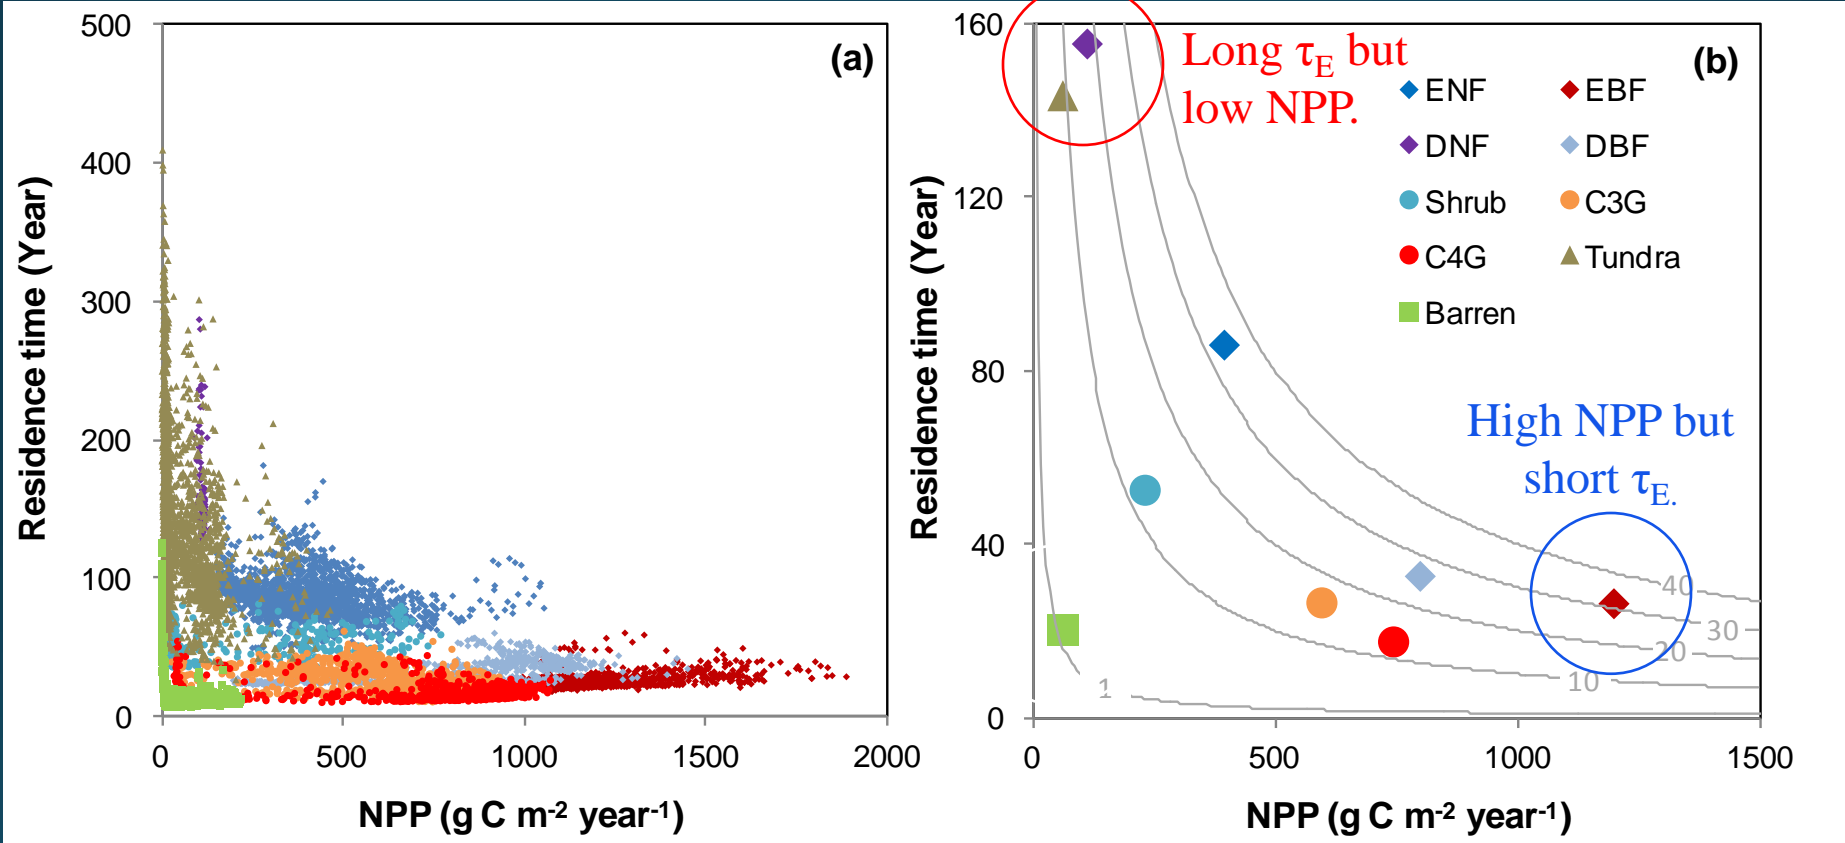 500
400
300
200
100
0
0
500
1000
1500
2000
Residence time (Year)
NPP (g C m-2 year-1)
(a)
160
120
80
40
0
0
500
1000
1500
Residence time (Year)
NPP (g C m-2 year-1)
(b)
Long τE but
low NPP.
ENF
EBF
DNF
DBF
Shrub
C3G
C4G
Tundra
Barren
High NPP but
short τE.
40
30
20
10
1